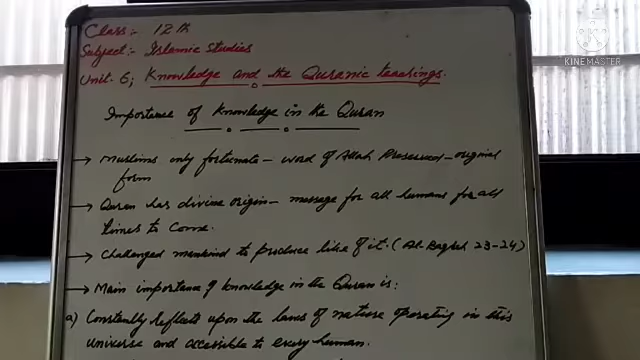 Class:- 12th
Subject:- Islamic Studies
Unit. 6; Knowledge and the Quranic teachings.
KINEMASTER
Importance of Knowledge in the Quran
→ Muslims only fortunate - word of Allah Preserved - original
form
→ Quran has divine origin - message for all humans for all
times to Come.
→ Challenged mankind to produce like of it. (Al-Baqrah 23-24)
→ Main importance of knowledge in the Quran is:
a) Constantly Reflects upon the laws of nature operating in this
universe and accessible to every human.